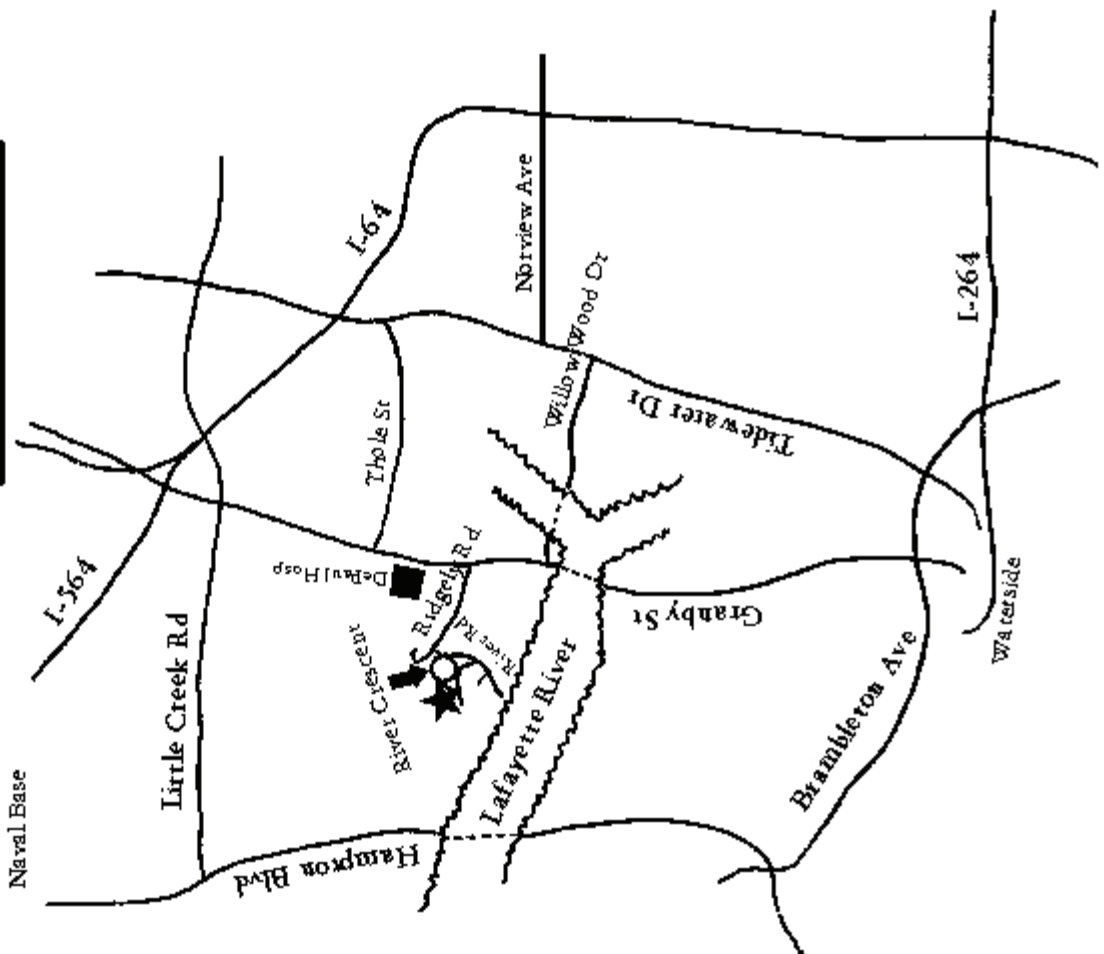 Naval Base
Little Creek Rd
I-564
I-64
Norview Ave
Willow Wood Dr
Thole St
DePaul Hosp
Ridgely Rd
River Rd
River Crescent
Lafayette River
Hampton Blvd
Granby St
Tidewater Dr
I-264
Waterside
Brambleton Ave